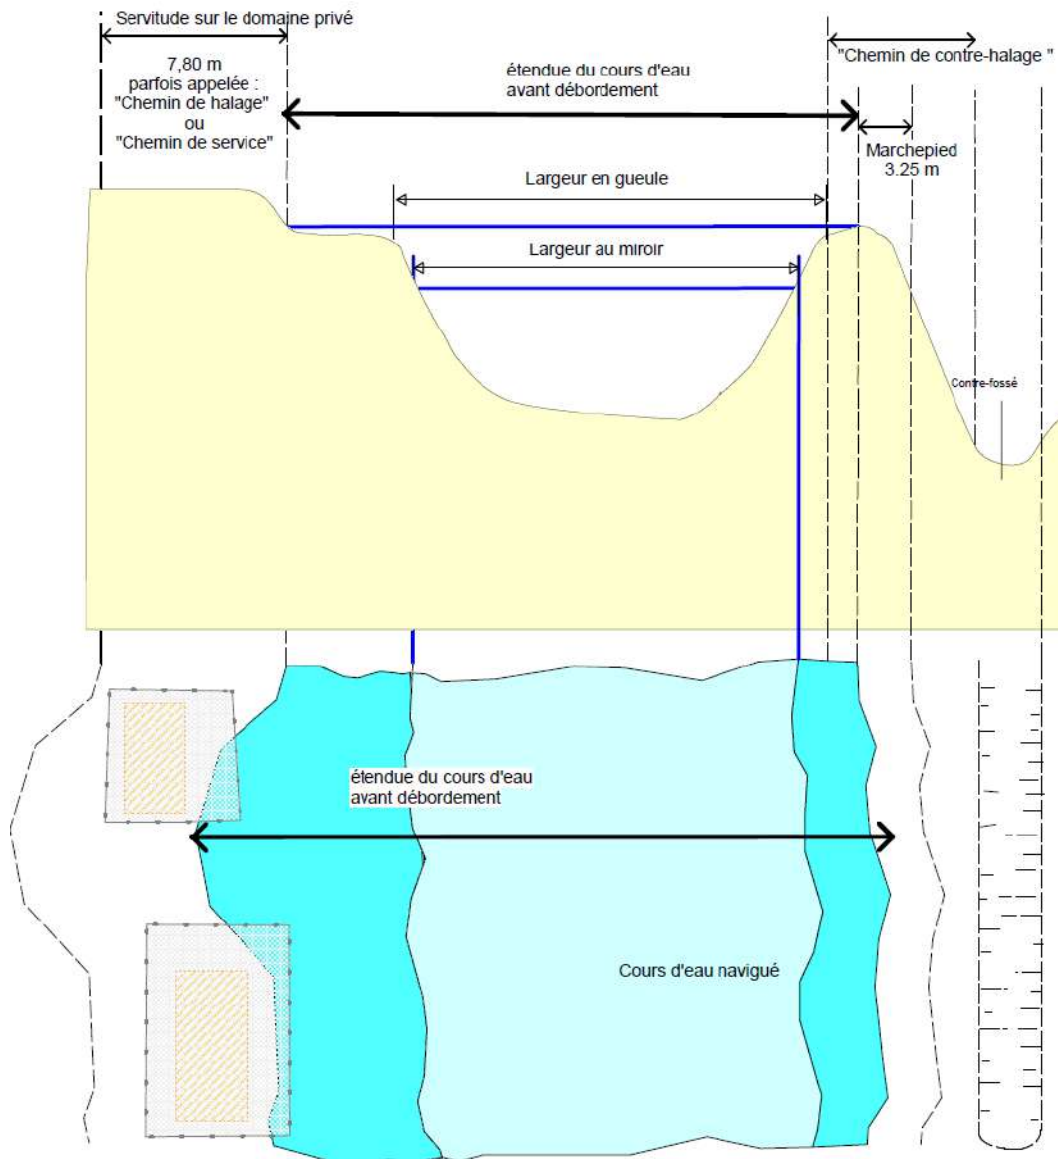 Servitude sur le domaine privé
7,80 m
parfois appelée :
"Chemin de halage"
ou
"Chemin de service"
étendue du cours d'eau
avant débordement
"Chemin de contre-halage "
Marchepied
3.25 m
Largeur en gueule
Largeur au miroir
Contre-fossé
étendue du cours d'eau
avant débordement
Cours d'eau navigué